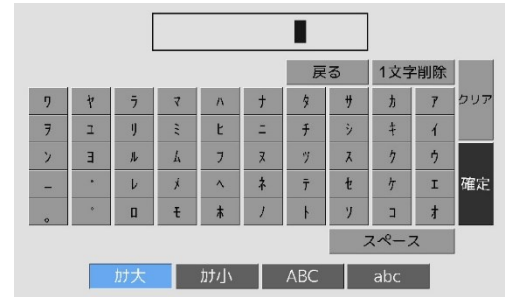 戻る 1文字削除
ワ ヤ ラ マ ハ ナ タ サ カ ア クリア
ヲ ユ リ ミ ヒ ニ チ シ キ イ
ン ヨ ル ム フ ヌ ツ ス ク ウ
ー ゛ レ メ ヘ ネ テ セ ケ エ 確定
。 ゜ ロ モ ホ ノ ト ソ コ オ
スペース
カナ大 カナ小 ABC abc